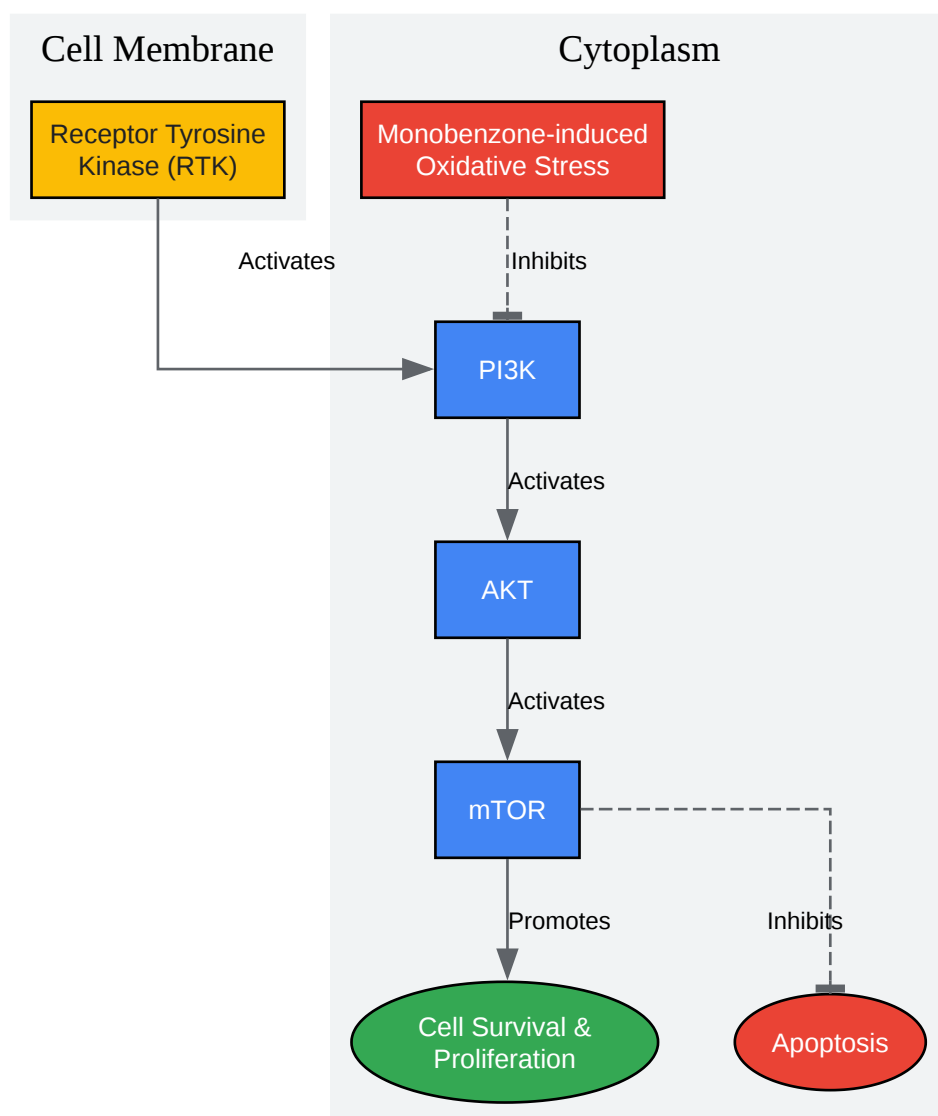 Cell Membrane
Cytoplasm
Receptor Tyrosine
Kinase (RTK)
Monobenzone-induced
Oxidative Stress
Activates
Inhibits
PI3K
Activates
AKT
Activates
mTOR
Promotes
Inhibits
Cell Survival &
Proliferation
Apoptosis